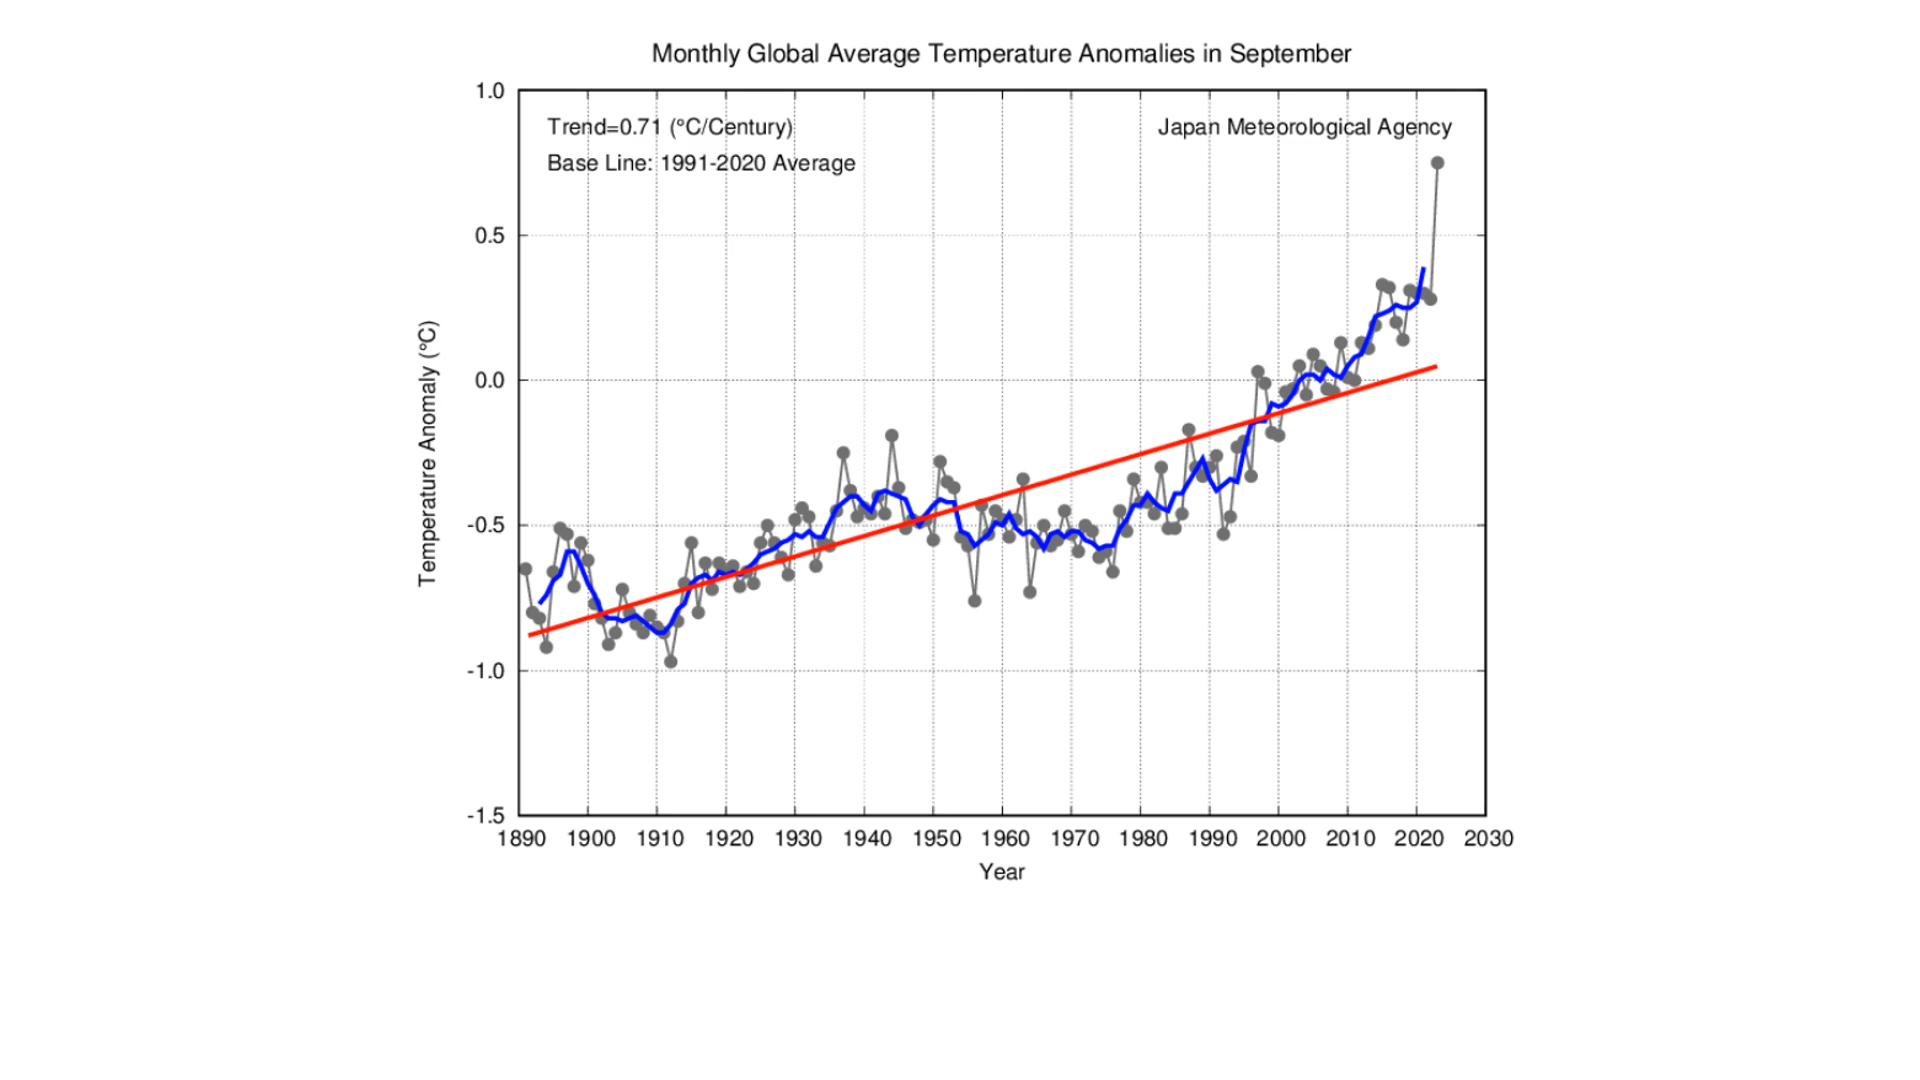 Monthly Global Average Temperature Anomalies in September
Trend=0.71 (°C/Century)
Japan Meteorological Agency
Base Line: 1991-2020 Average
Temperature Anomaly (°C)
1.0
0.5
0.0
-0.5
-1.0
-1.5
1890 1900 1910 1920 1930 1940 1950 1960 1970 1980 1990 2000 2010 2020 2030
Year